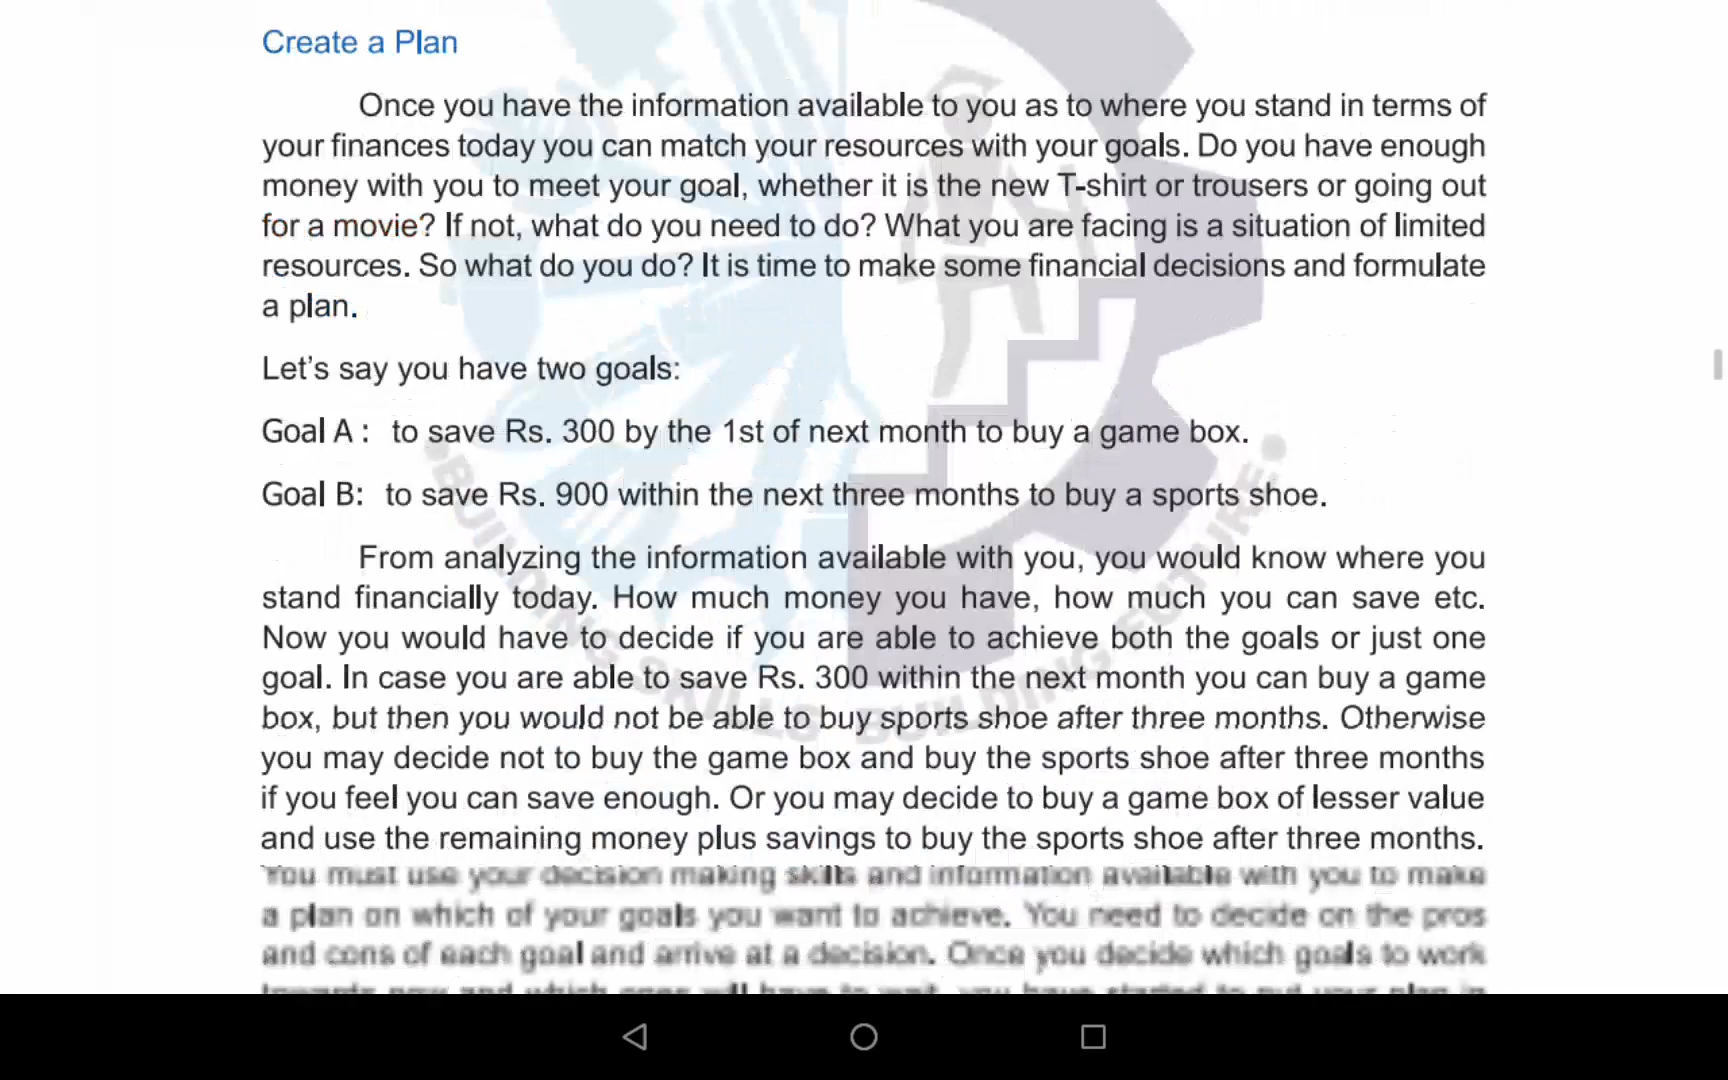 Create a Plan
Once you have the information available to you as to where you stand in terms of
your finances today you can match your resources with your goals. Do you have enough
money with you to meet your goal, whether it is the new T-shirt or trousers or going out
for a movie? If not, what do you need to do? What you are facing is a situation of limited
resources. So what do you do? It is time to make some financial decisions and formulate
a plan.
Let’s say you have two goals:
Goal A : to save Rs. 300 by the 1st of next month to buy a game box.
Goal B: to save Rs. 900 within the next three months to buy a sports shoe.
From analyzing the information available with you, you would know where you
stand financially today. How much money you have, how much you can save etc.
Now you would have to decide if you are able to achieve both the goals or just one
goal. In case you are able to save Rs. 300 within the next month you can buy a game
box, but then you would not be able to buy sports shoe after three months. Otherwise
you may decide not to buy the game box and buy the sports shoe after three months
if you feel you can save enough. Or you may decide to buy a game box of lesser value
and use the remaining money plus savings to buy the sports shoe after three months.
You must use your decision making skills and information available with you to make
a plan on which of your goals you want to achieve. You need to decide on the pros
and cons of each goal and arrive at a decision. Once you decide which goals to work
BUILDING SKILLS BUILDING FUTURE